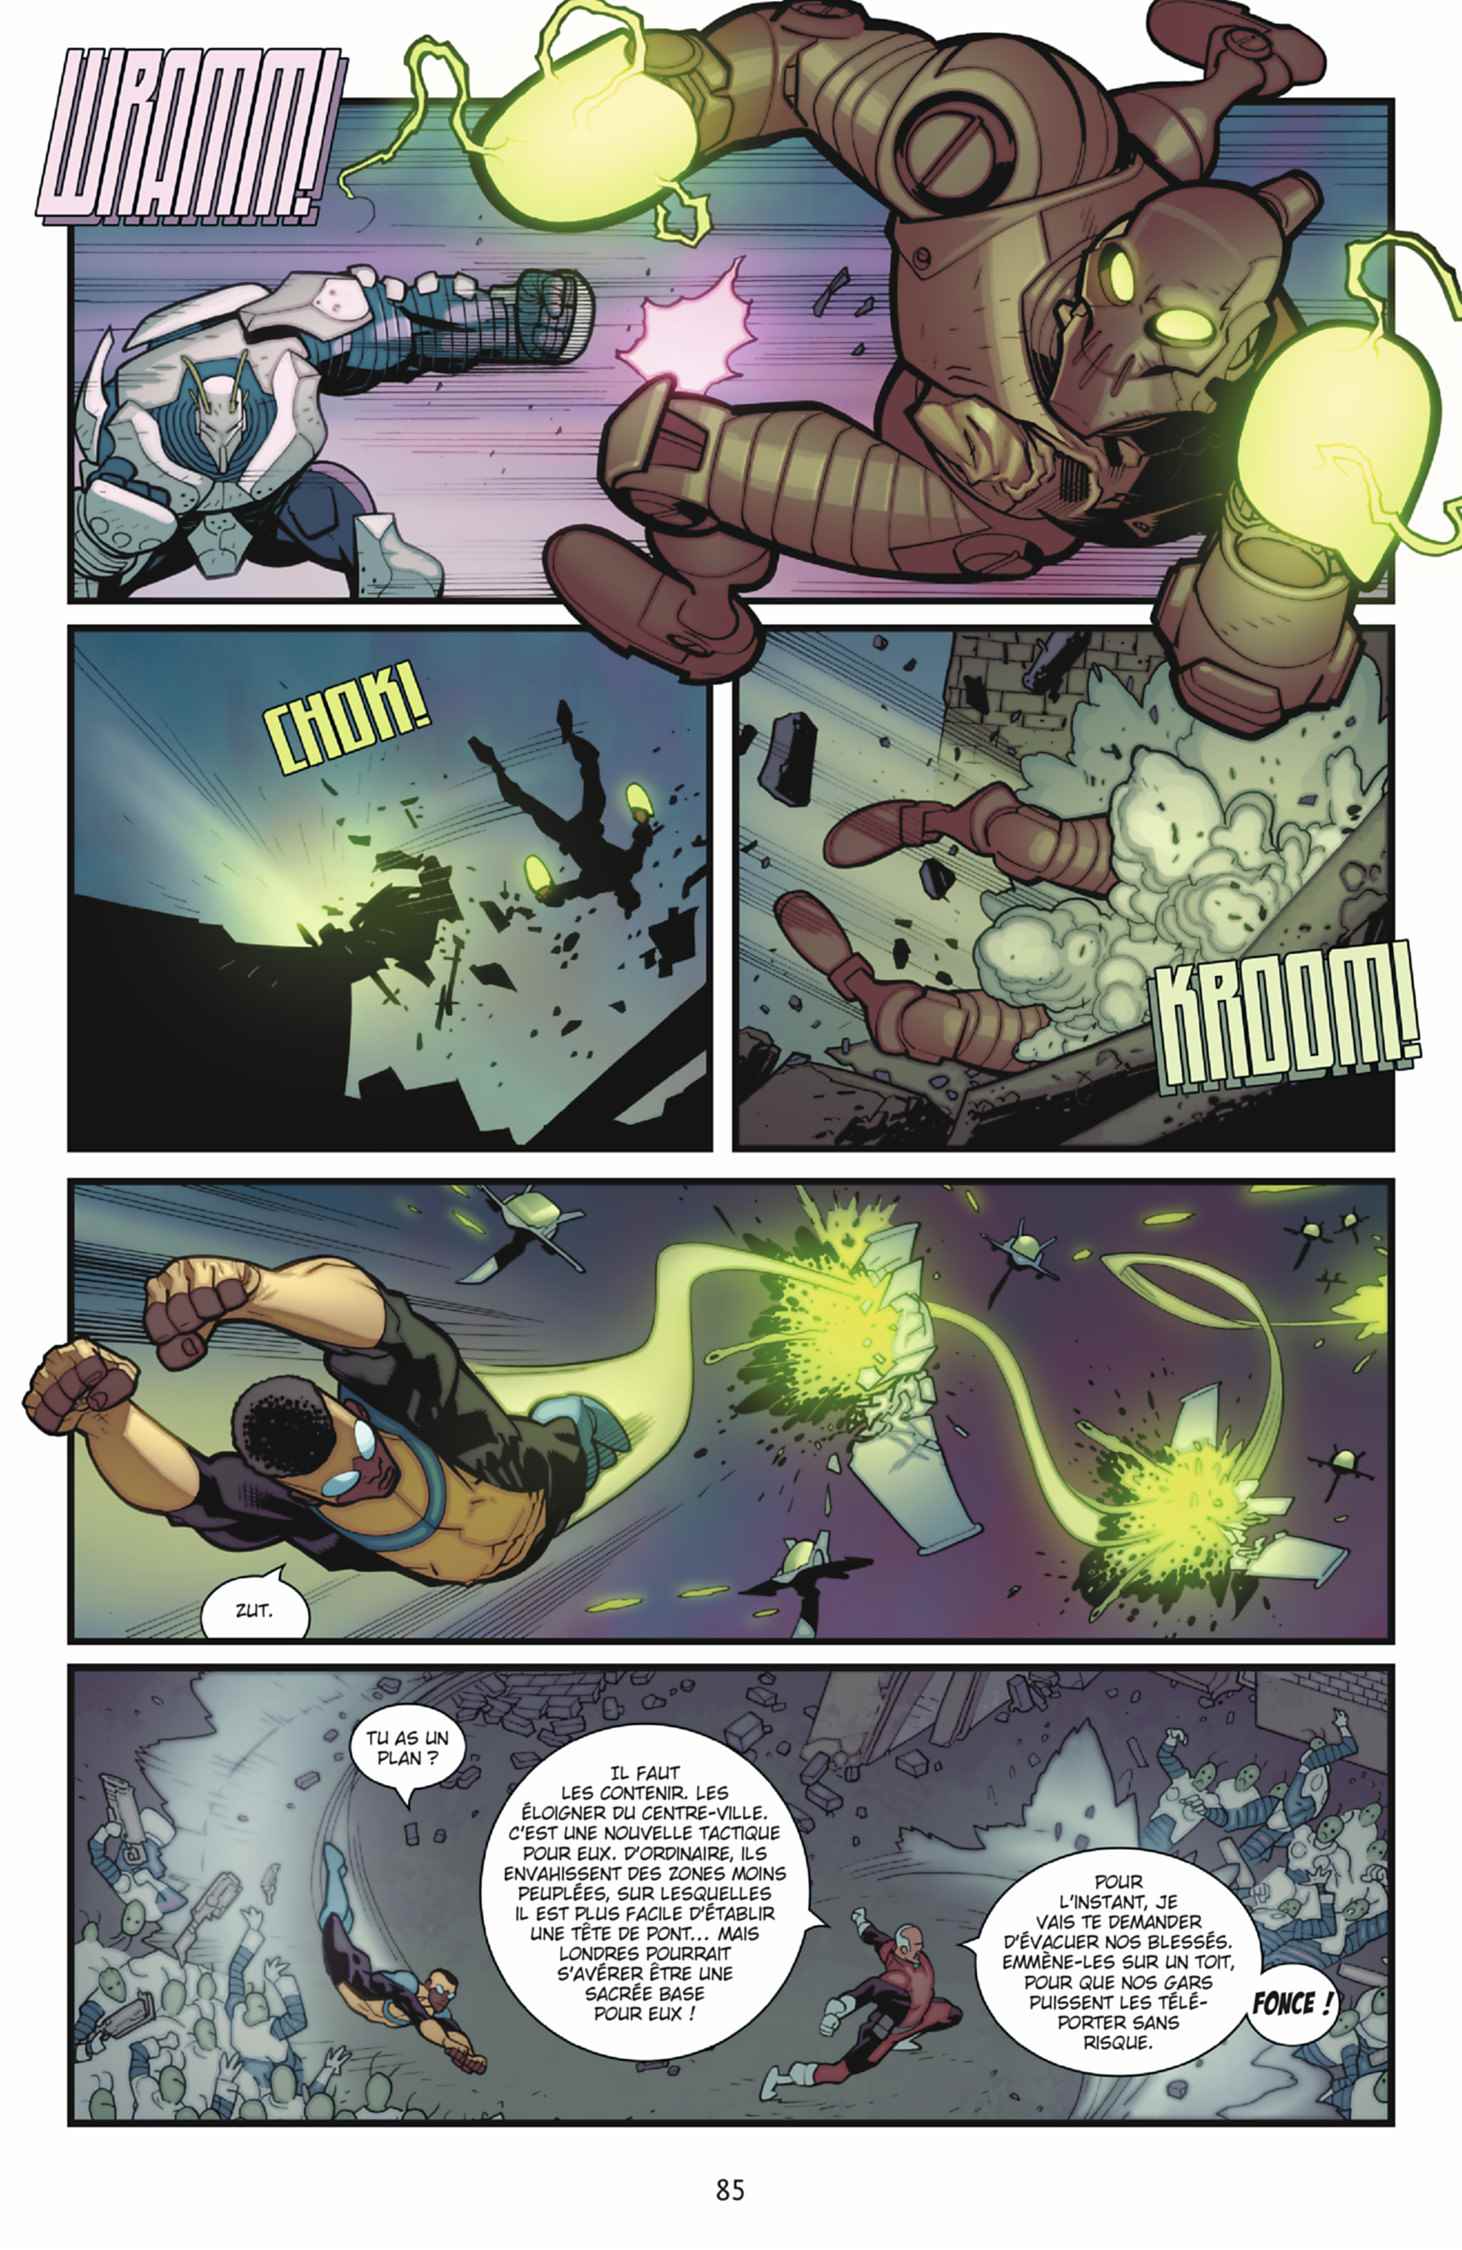 WRAMM!
CHOK!
KROOM!
ZUT.
TU AS UN
PLAN ?
IL FAUT
LES CONTENIR. LES
ÉLOIGNER DU CENTRE-VILLE.
C'EST UNE NOUVELLE TACTIQUE
POUR EUX. D'ORDINAIRE, ILS
ENVAHISSENT DES ZONES MOINS
PEUPLÉES, SUR LESQUELLES
IL EST PLUS FACILE D'ÉTABLIR
UNE TÊTE DE PONT... MAIS
LONDRES POURRAIT
S'AVÉRER ÊTRE UNE
SACRÉE BASE
POUR EUX !
POUR
L'INSTANT, JE
VAIS TE DEMANDER
D'ÉVACUER NOS BLESSÉS.
EMMÈNE-LES SUR UN TOIT,
POUR QUE NOS GARS
PUISSENT LES TÉLÉ-
PORTER SANS
RISQUE.
FONCE !
85